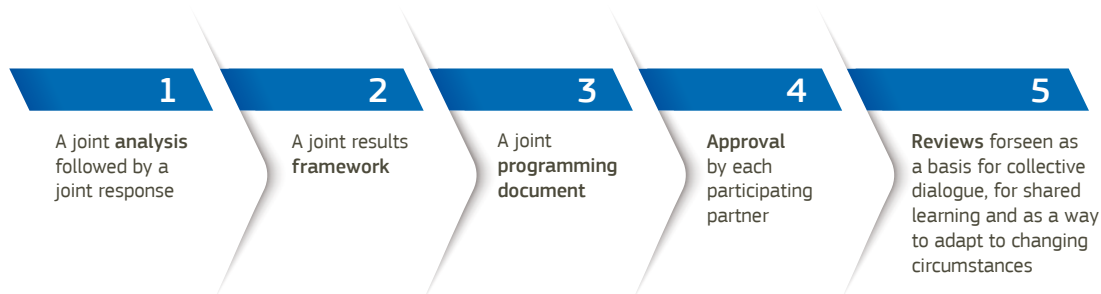 1
A joint analysis
followed by a
joint response
2
A joint results
framework
3
A joint
programming
document
4
Approval
by each
participating
partner
5
Reviews forseen as
a basis for collective
dialogue, for shared
learning and as a way
to adapt to changing
circumstances